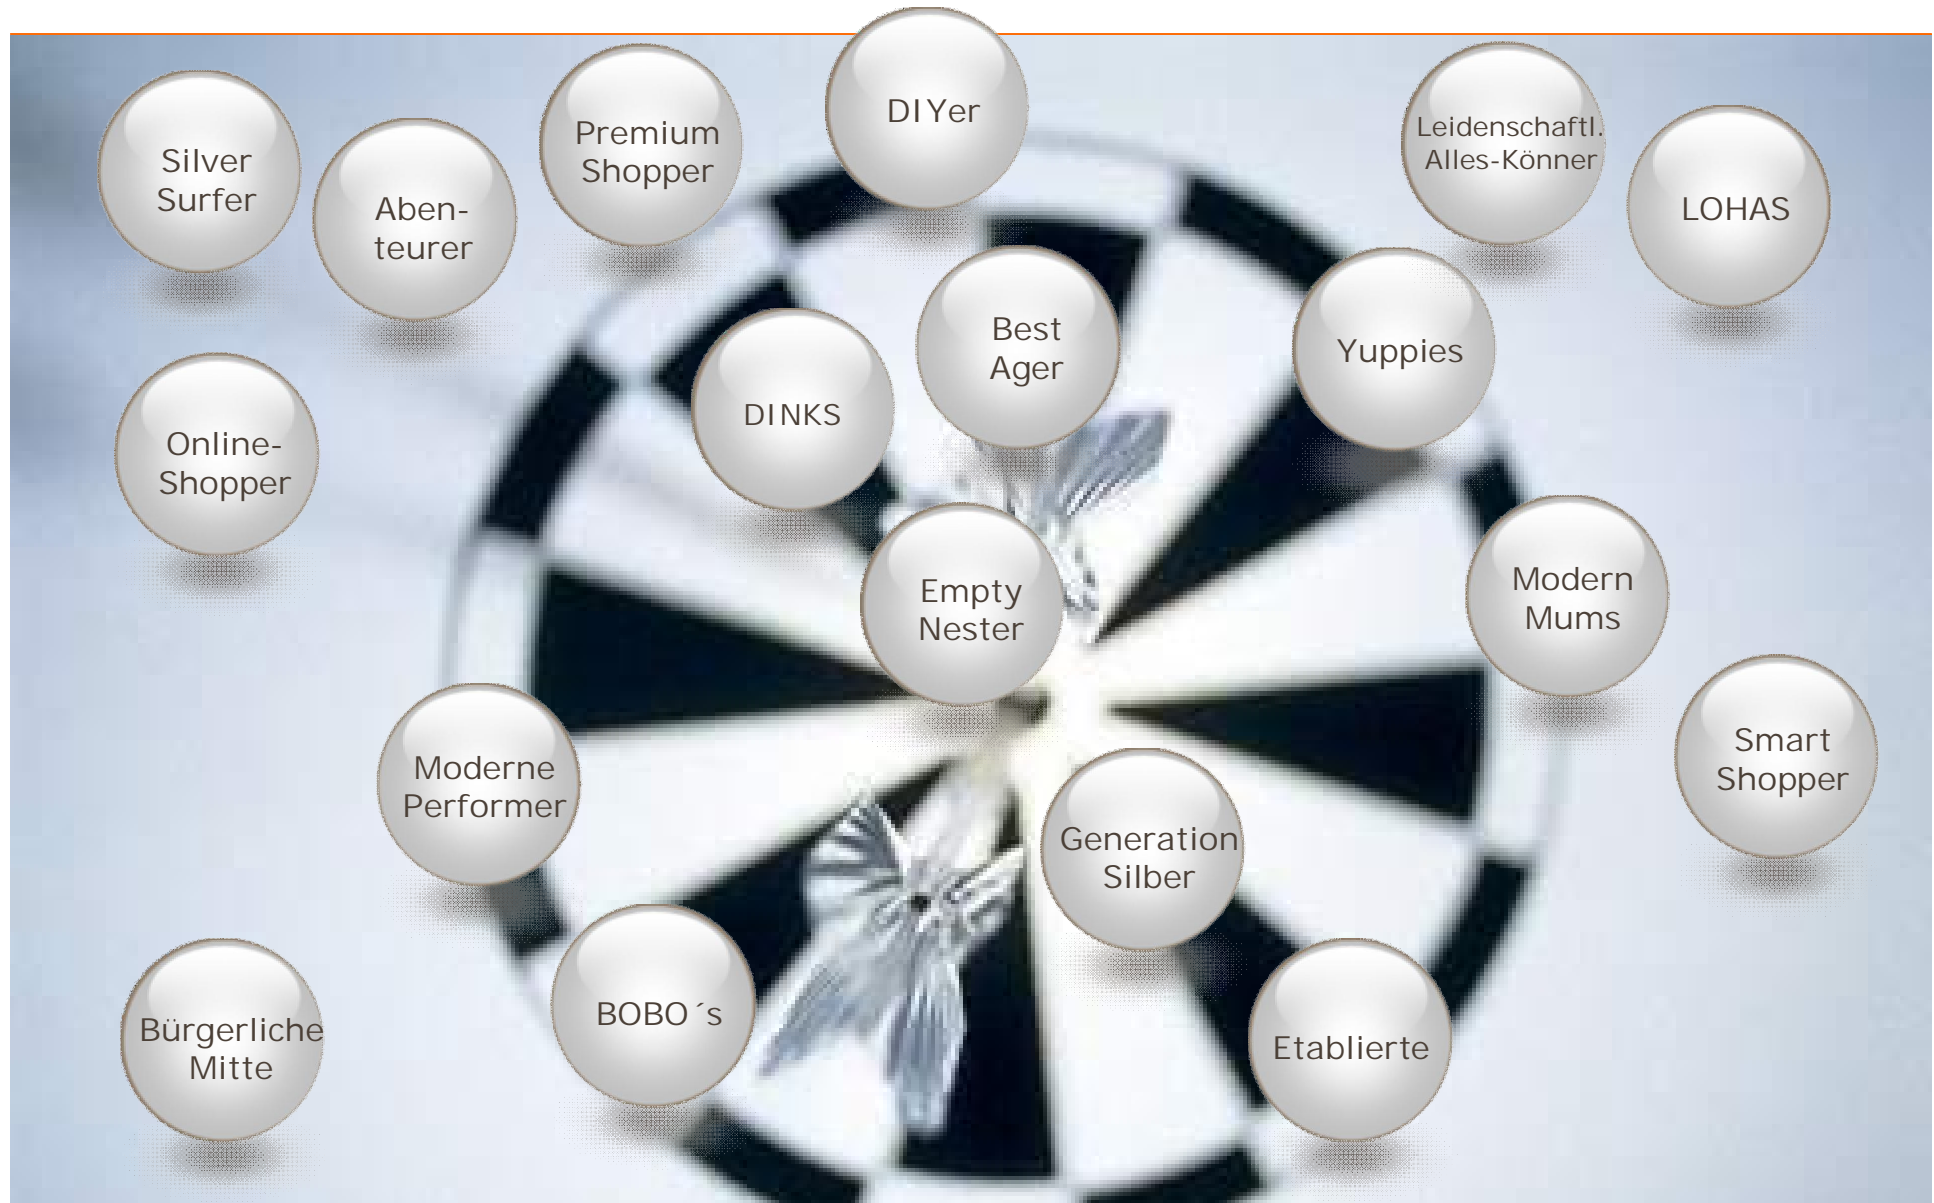 DIYer
Premium
Shopper
Leidenschaftl.
Alles-Könner
Silver
Surfer
Aben-
teurer
LOHAS
Best
Ager
Yuppies
DINKS
Online-
Shopper
Empty
Nester
Modern
Mums
Moderne
Performer
Smart
Shopper
Generation
Silber
BOBO´s
Bürgerliche
Mitte
Etablierte